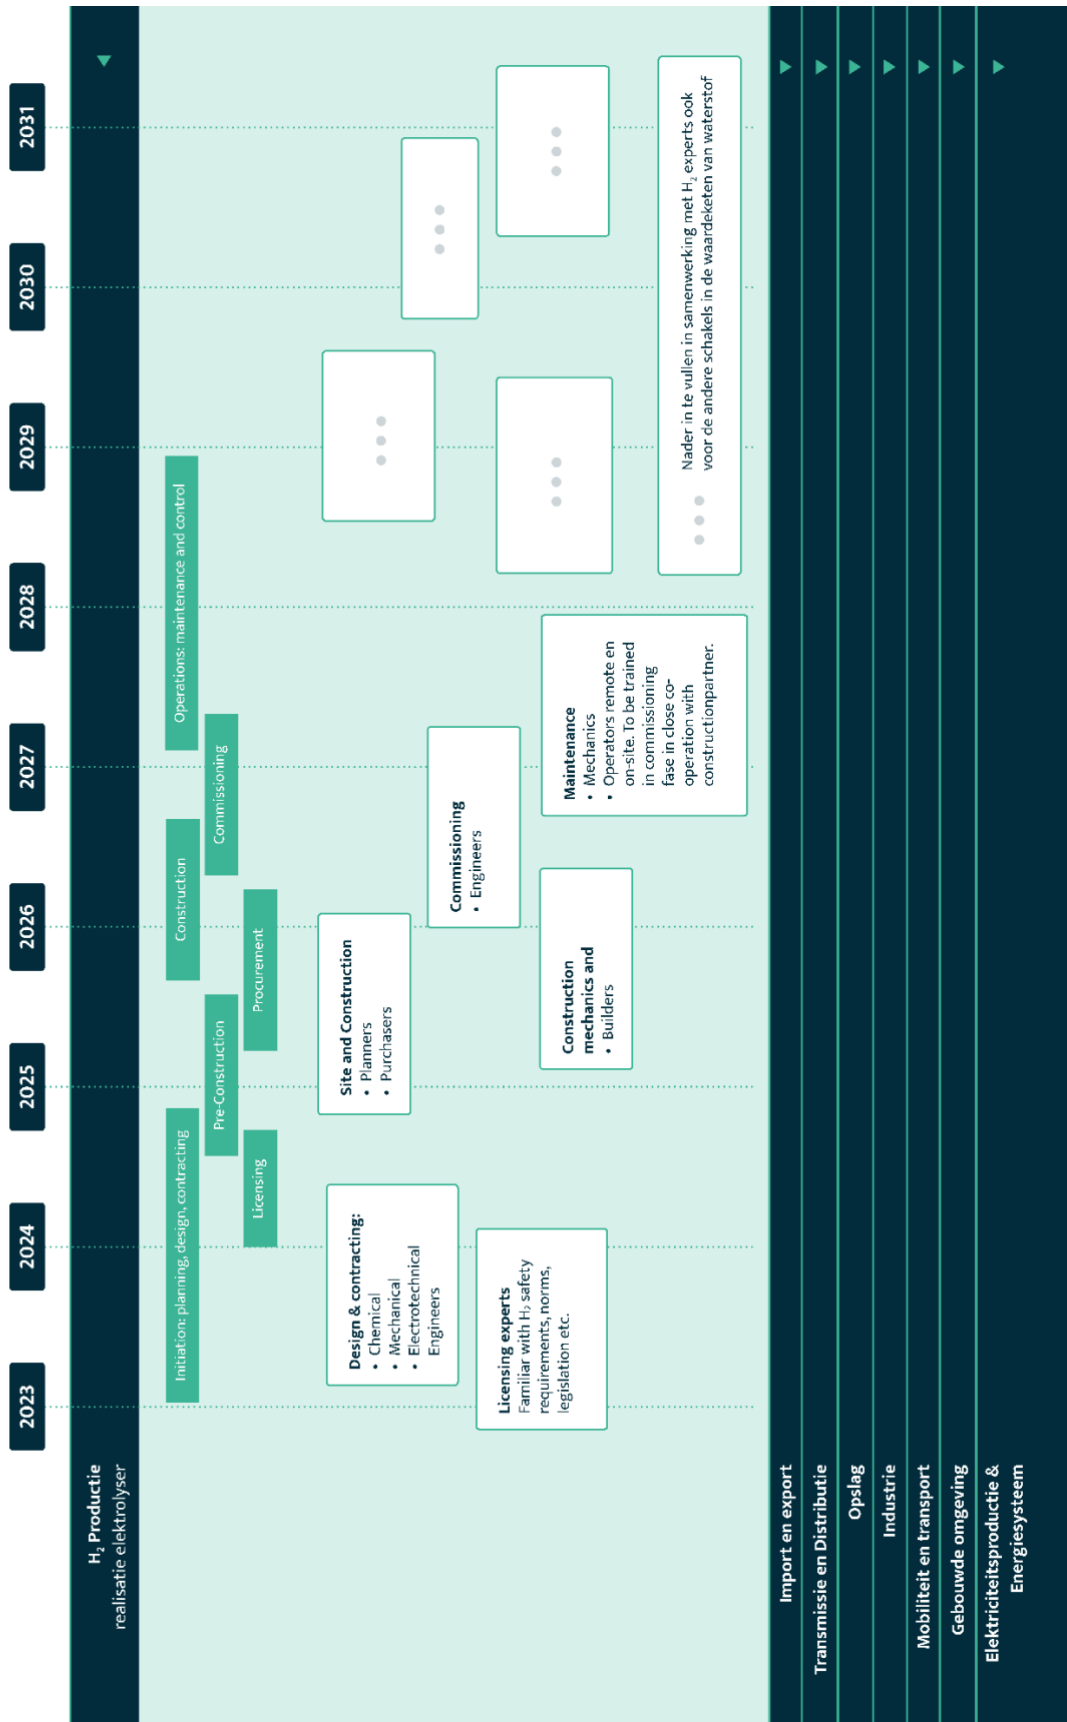 2023
2024
2025
2026
2027
2028
2029
2030
2031
H₂ Productie
realisatie elektrolyser
Initiation: planning, design, contracting
Construction
Operations: maintenance and control
Pre-Construction
Commissioning
Licensing
Procurement
Design & contracting:
• Chemical
• Mechanical
• Electrotechnical
Engineers
Licensing experts
Familiar with H₂ safety
requirements, norms,
legislation etc.
Site and Construction
• Planners
• Purchasers
Commissioning
• Engineers
Construction
mechanics and
• Builders
Maintenance
• Mechanics
• Operators remote en
on-site. To be trained
in commissioning
fase in close co-
operation with
constructionpartner.
Nader in te vullen in samenwerking met H₂ experts ook
voor de andere schakels in de waardeketen van waterstof
Import en export
Transmissie en Distributie
Opslag
Industrie
Mobiliteit en transport
Gebouwde omgeving
Elektriciteitsproductie &
Energiesysteem